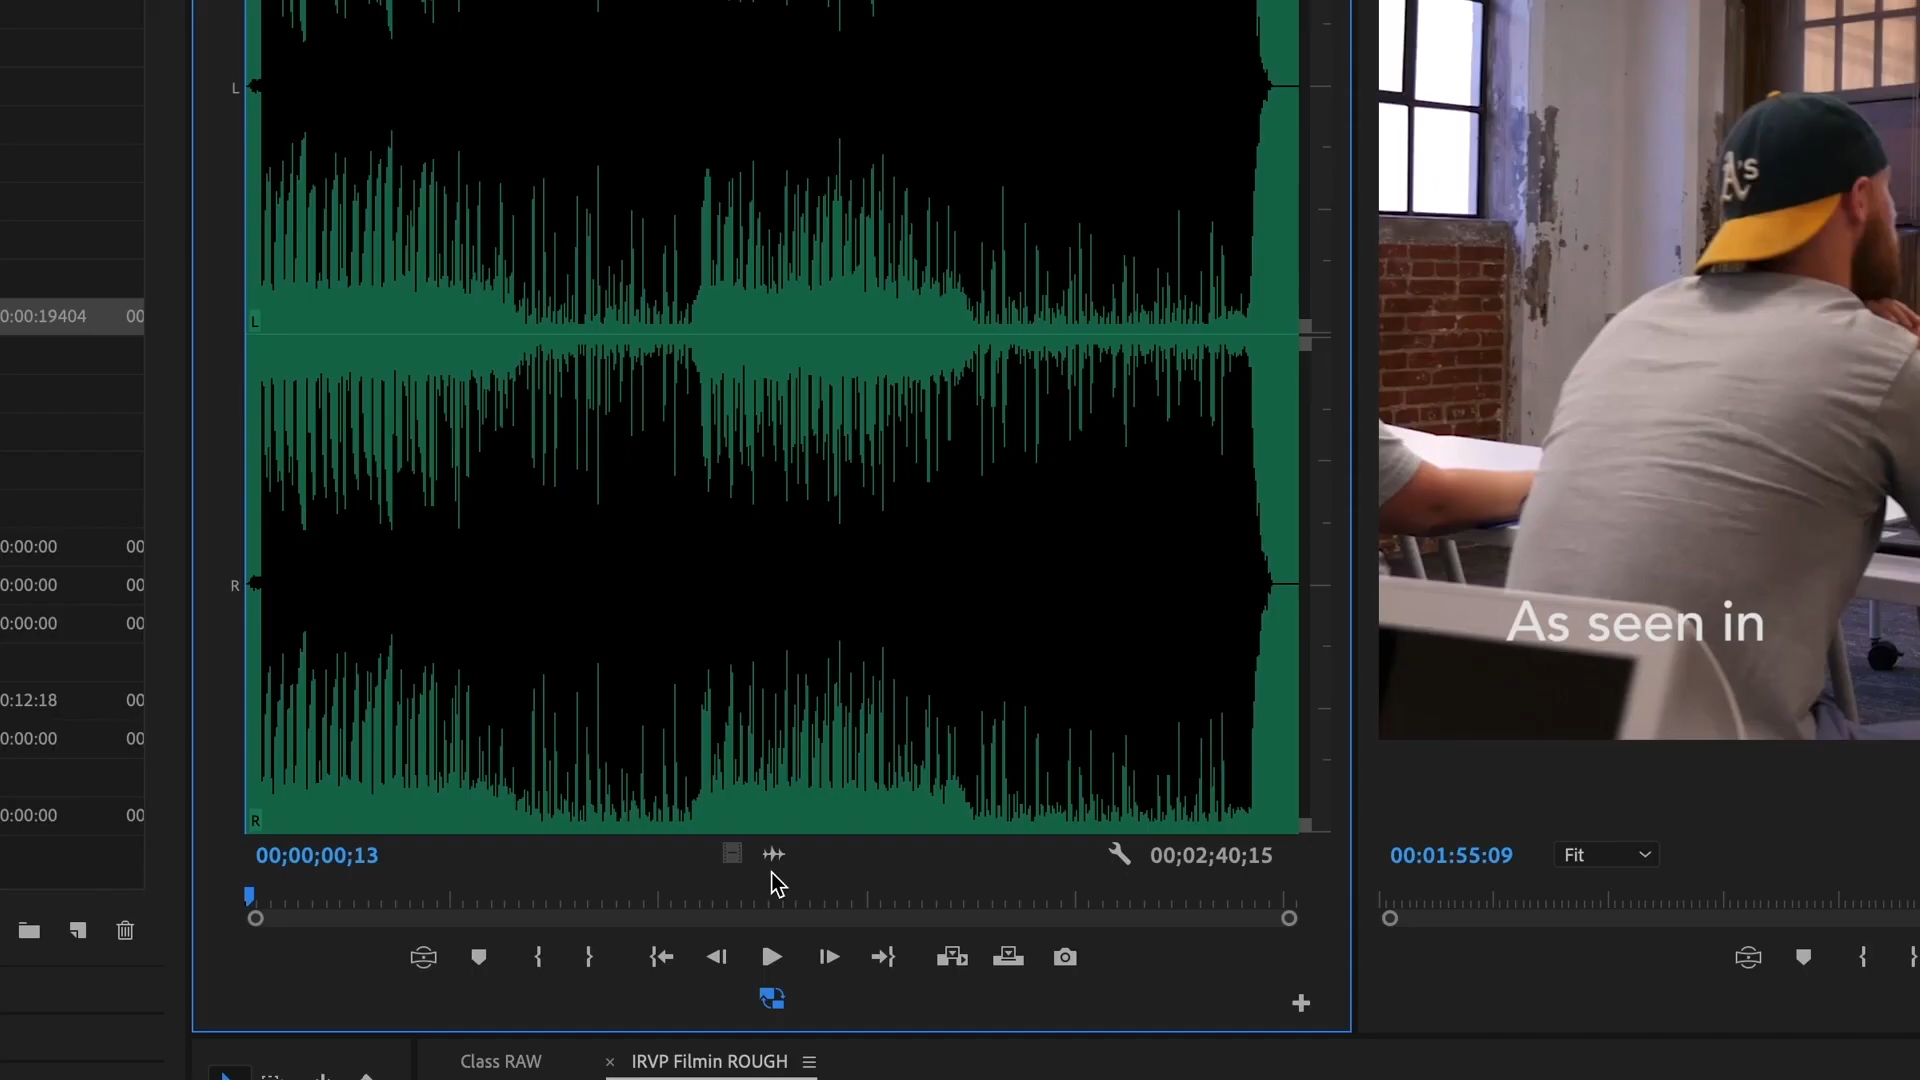 L
A's
0:00:19404 00
L
0:00:00 00
0:00:00 00
R
As seen in
0:00:00 00
0:12:18 00
0:00:00 00
0:00:00 00
R
00;00;00;13
00;02;40;15
00:01:55:09
Fit
Class RAW
× IRVP Filmin ROUGH